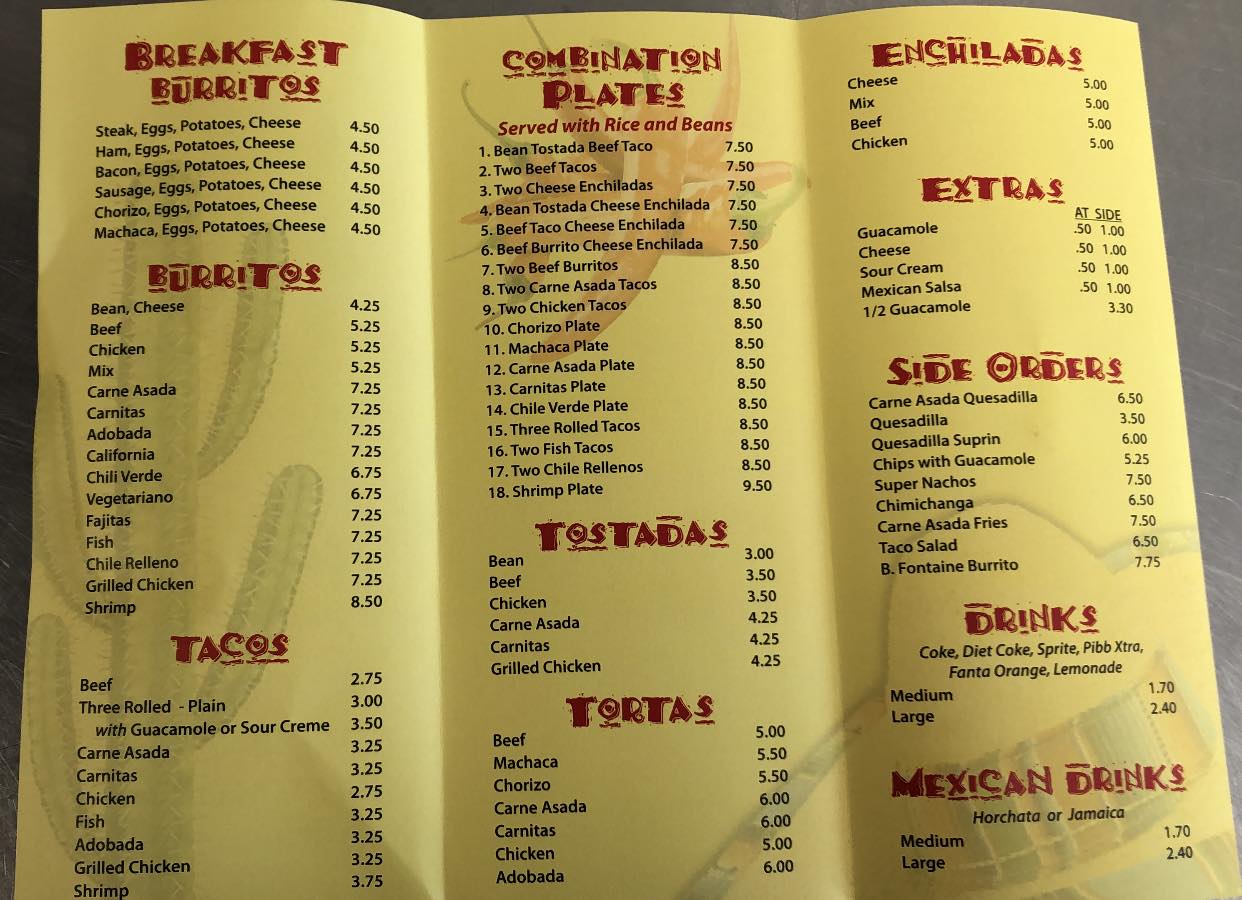 BREAKFAST
BURRITOS
Steak, Eggs, Potatoes, Cheese 4.50
Ham, Eggs, Potatoes, Cheese 4.50
Bacon, Eggs, Potatoes, Cheese 4.50
Sausage, Eggs, Potatoes, Cheese 4.50
Chorizo, Eggs, Potatoes, Cheese 4.50
Machaca, Eggs, Potatoes, Cheese 4.50
BURRITOS
Bean, Cheese 4.25
Beef 5.25
Chicken 5.25
Mix 5.25
Carne Asada 7.25
Carnitas 7.25
Adobada 7.25
California 7.25
Chili Verde 6.75
Vegetariano 6.75
Fajitas 7.25
Fish 7.25
Chile Relleno 7.25
Grilled Chicken 7.25
Shrimp 8.50
TACOS
Beef 2.75
Three Rolled - Plain 3.00
with Guacamole or Sour Creme 3.50
Carne Asada 3.25
Carnitas 3.25
Chicken 2.75
Fish 3.25
Adobada 3.25
Grilled Chicken 3.25
Shrimp 3.75
COMBINATION
PLATES
Served with Rice and Beans
1. Bean Tostada Beef Taco 7.50
2. Two Beef Tacos 7.50
3. Two Cheese Enchiladas 7.50
4. Bean Tostada Cheese Enchilada 7.50
5. Beef Taco Cheese Enchilada 7.50
6. Beef Burrito Cheese Enchilada 7.50
7. Two Beef Burritos 8.50
8. Two Carne Asada Tacos 8.50
9. Two Chicken Tacos 8.50
10. Chorizo Plate 8.50
11. Machaca Plate 8.50
12. Carne Asada Plate 8.50
13. Carnitas Plate 8.50
14. Chile Verde Plate 8.50
15. Three Rolled Tacos 8.50
16. Two Fish Tacos 8.50
17. Two Chile Rellenos 8.50
18. Shrimp Plate 9.50
TOSTADAS
Bean 3.00
Beef 3.50
Chicken 3.50
Carne Asada 4.25
Carnitas 4.25
Grilled Chicken 4.25
TORTAS
Beef 5.00
Machaca 5.50
Chorizo 5.50
Carne Asada 6.00
Carnitas 6.00
Chicken 5.00
Adobada 6.00
ENCHILADAS
Cheese 5.00
Mix 5.00
Beef 5.00
Chicken 5.00
EXTRAS
AT SIDE
Guacamole .50 1.00
Cheese .50 1.00
Sour Cream .50 1.00
Mexican Salsa .50 1.00
1/2 Guacamole 3.30
SIDE ORDERS
Carne Asada Quesadilla 6.50
Quesadilla 3.50
Quesadilla Suprin 6.00
Chips with Guacamole 5.25
Super Nachos 7.50
Chimichanga 6.50
Carne Asada Fries 7.50
Taco Salad 6.50
B. Fontaine Burrito 7.75
DRINKS
Coke, Diet Coke, Sprite, Pibb Xtra,
Fanta Orange, Lemonade
Medium 1.70
Large 2.40
MEXICAN DRINKS
Horchata or Jamaica
Medium 1.70
Large 2.40